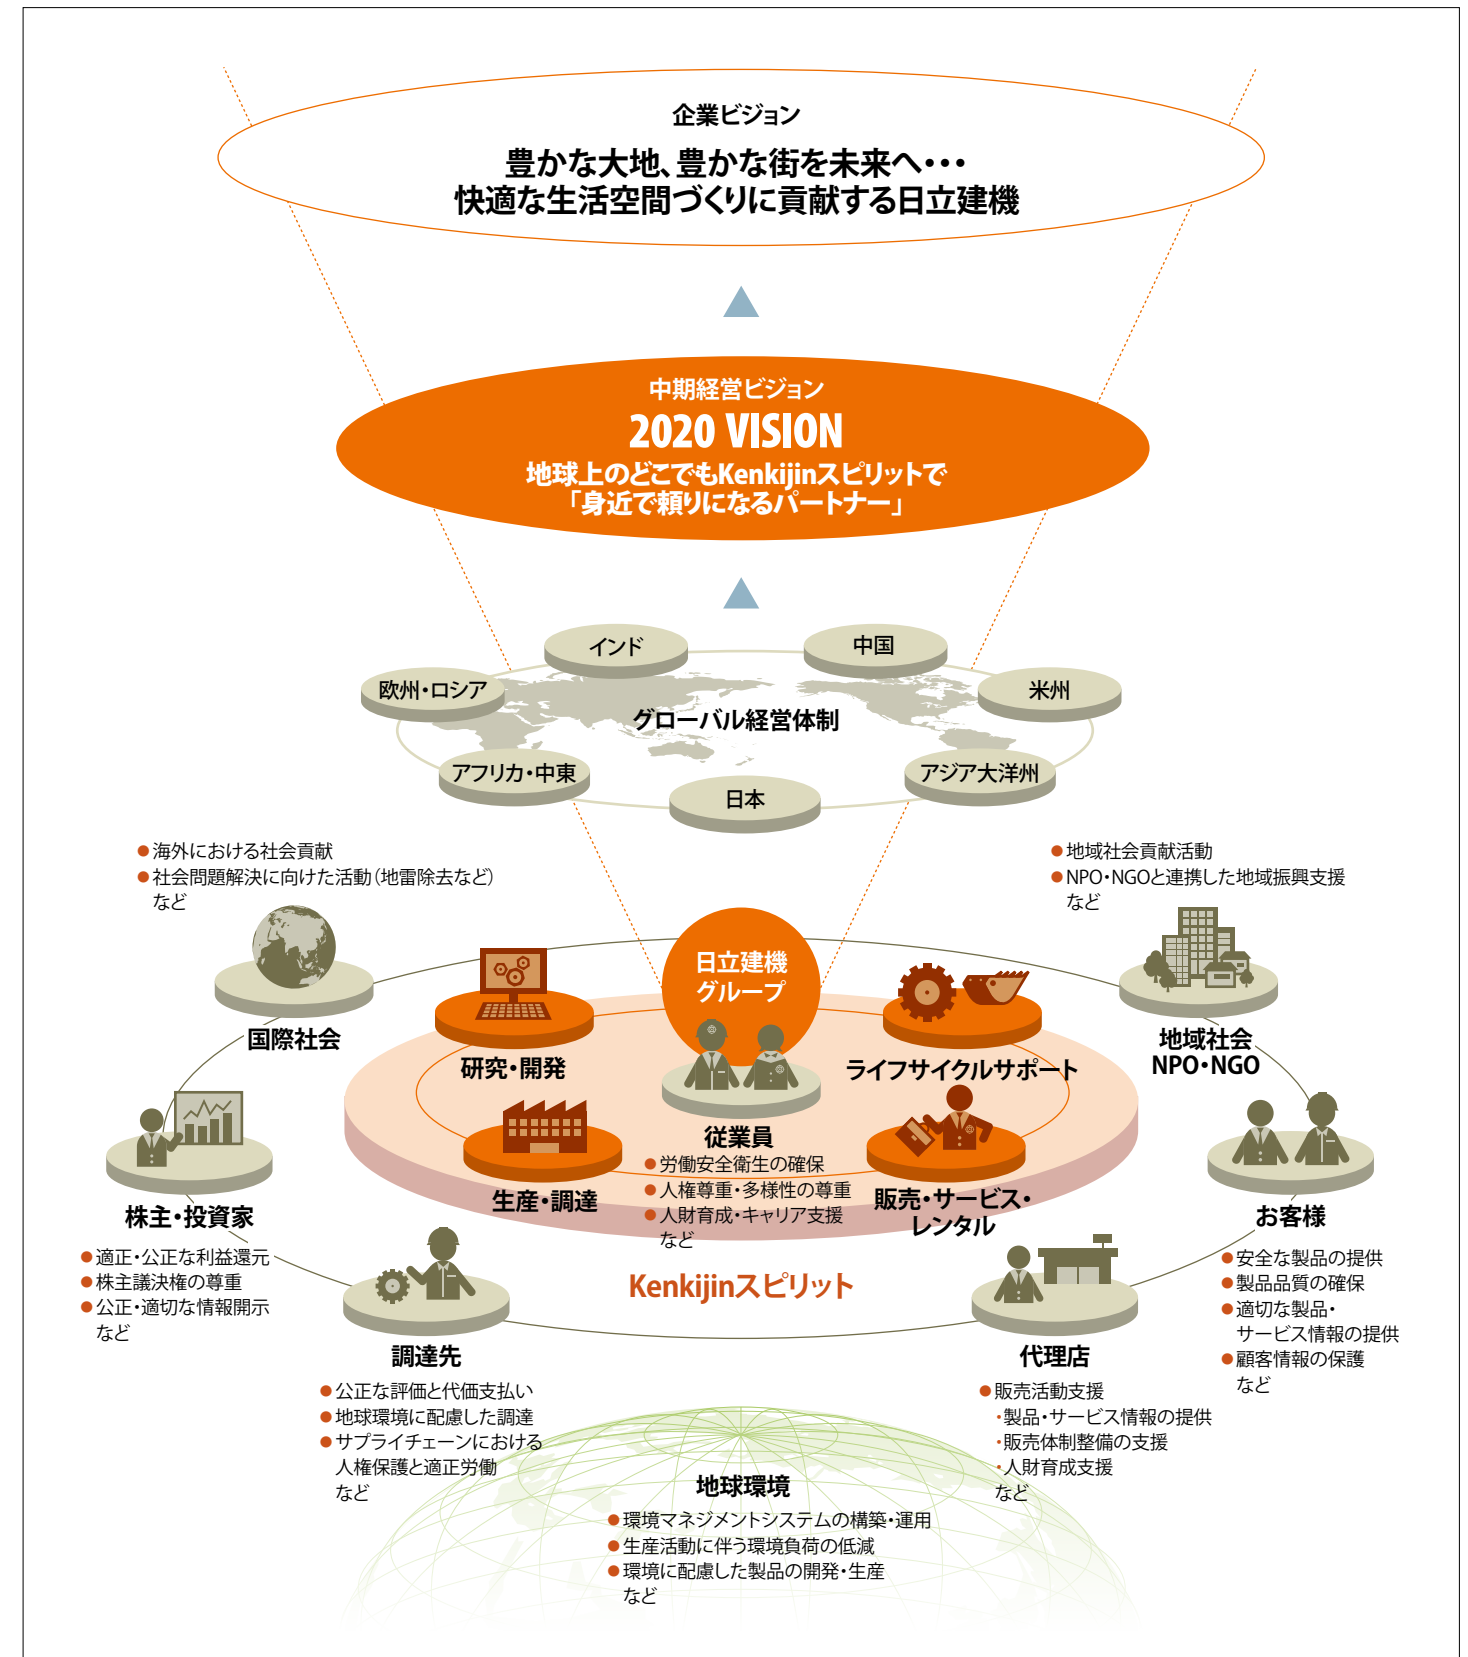 企業ビジョン
豊かな大地、豊かな街を未来へ・・・
快適な生活空間づくりに貢献する日立建機
中期経営ビジョン
2020 VISION
地球上のどこでもKenkijinスピリットで
「身近で頼りになるパートナー」
インド
中国
欧州・ロシア
米州
グローバル経営体制
アフリカ・中東
アジア大洋州
日本
●海外における社会貢献
●社会問題解決に向けた活動（地雷除去など）
など
●地域社会貢献活動
●NPO・NGOと連携した地域振興支援
など
日立建機
グループ
国際社会
地域社会
NPO・NGO
研究・開発
ライフサイクルサポート
従業員
●労働安全衛生の確保
●人権尊重・多様性の尊重
●人財育成・キャリア支援
など
生産・調達
販売・サービス・
レンタル
株主・投資家
●適正・公正な利益還元
●株主議決権の尊重
●公正・適切な情報開示
など
お客様
●安全な製品の提供
●製品品質の確保
●適切な製品・
サービス情報の提供
●顧客情報の保護
など
Kenkijinスピリット
調達先
●公正な評価と代価支払い
●地球環境に配慮した調達
●サプライチェーンにおける
人権保護と適正労働
など
代理店
●販売活動支援
・製品・サービス情報の提供
・販売体制整備の支援
・人財育成支援
など
地球環境
●環境マネジメントシステムの構築・運用
●生産活動に伴う環境負荷の低減
●環境に配慮した製品の開発・生産
など